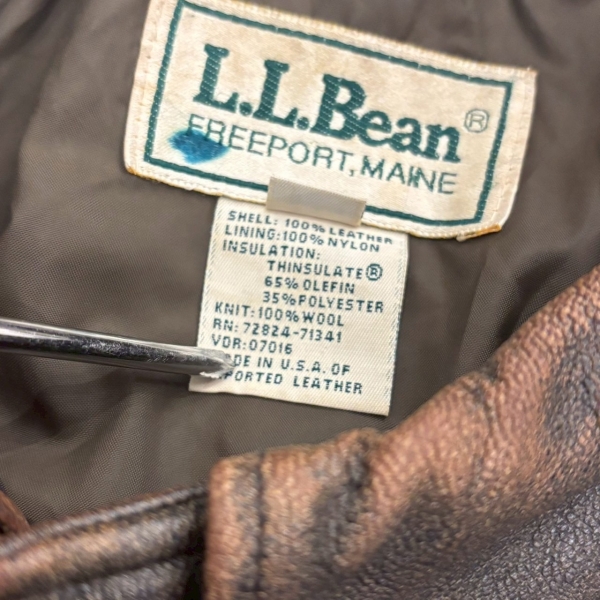 L.L.Bean®
FREEPORT, MAINE
SHELL: 100% LEATHER
LINING: 100% NYLON
INSULATION:
THINSULATE®
65% OLEFIN
35% POLYESTER
KNIT: 100% WOOL
RN: 72824-71341
VDR: 07016
DE IN U.S.A. OF
PORTED LEATHER